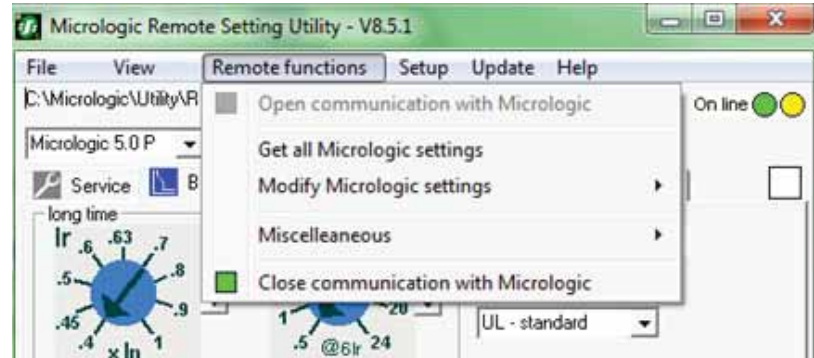 Micrologic Remote Setting Utility - V8.5.1
File View Remote functions Setup Update Help
C:\Micrologic\Utility\R
Open communication with Micrologic
On line
Micrologic 5.0 P
Get all Micrologic settings
Service B
Modify Micrologic settings
long time
Ir .4 .45 .5 .6 .63 .7 .8 .9 1
x In
Miscelleaneous
Close communication with Micrologic
.5 1 20 24
@6Ir
UL - standard